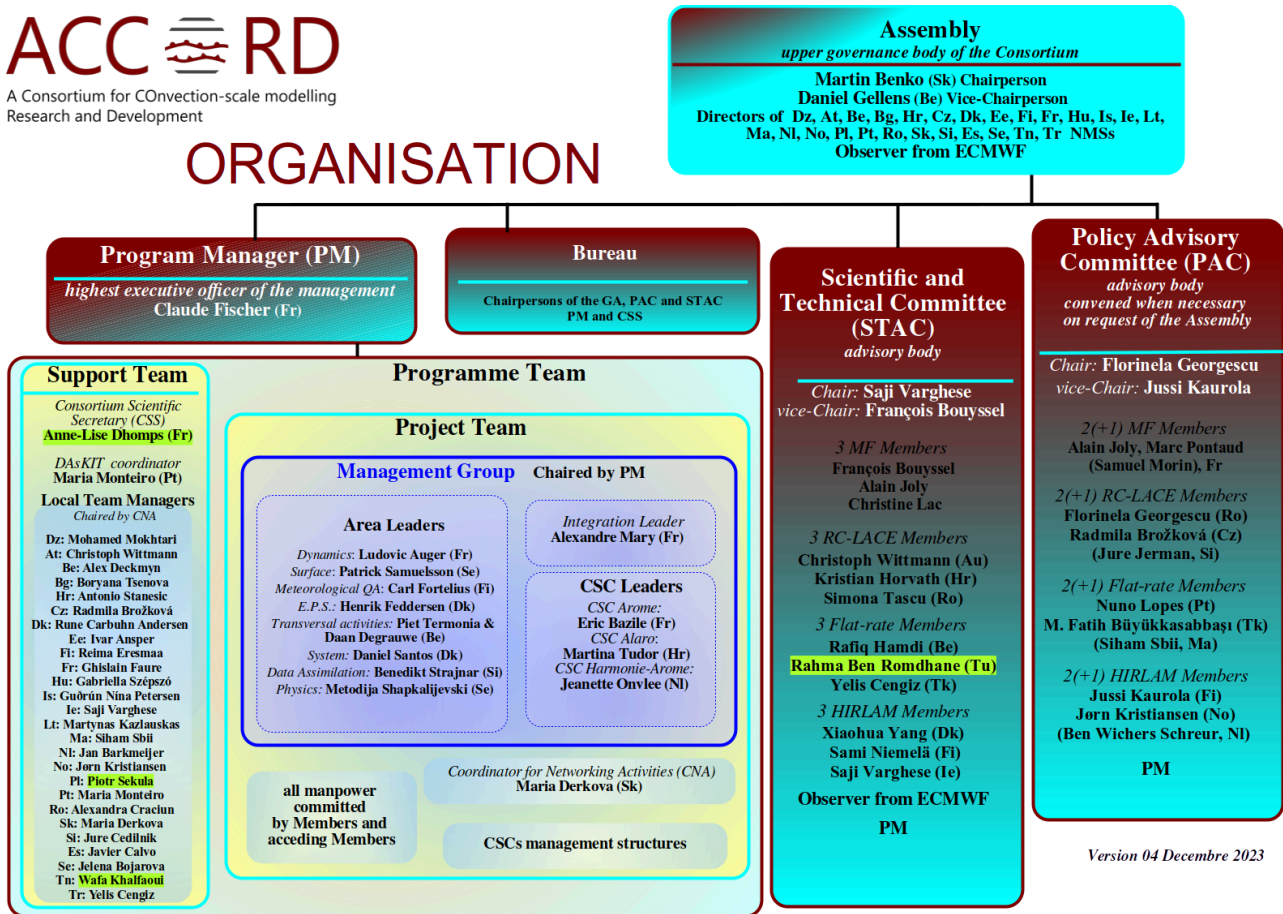 ACCORD
A Consortium for COnvection-scale modelling
Research and Development
ORGANISATION
Assembly
upper governance body of the Consortium
Martin Benko (Sk) Chairperson
Daniel Gellens (Be) Vice-Chairperson
Directors of Dz, At, Be, Bg, Hr, Cz, Dk, Ee, Fi, Fr, Hu, Is, Ie, Lt,
Ma, Nl, No, Pl, Pt, Ro, Sk, Si, Es, Se, Tn, Tr NMSs
Observer from ECMWF
Program Manager (PM)
highest executive officer of the management
Claude Fischer (Fr)
Bureau
Chairpersons of the GA, PAC and STAC
PM and CSS
Scientific and
Technical Committee
(STAC)
advisory body
Chair: Saji Varghese
vice-Chair: François Bouyssel
3 MF Members
François Bouyssel
Alain Joly
Christine Lac
3 RC-LACE Members
Christoph Wittmann (Au)
Kristian Horvath (Hr)
Simona Tascu (Ro)
3 Flat-rate Members
Rafiq Hamdi (Be)
Rahma Ben Romdhane (Tu)
Yelis Cengiz (Tk)
3 HIRLAM Members
Xiaohua Yang (Dk)
Sami Niemelä (Fi)
Saji Varghese (Ie)
Observer from ECMWF
PM
Policy Advisory
Committee (PAC)
advisory body
convened when necessary
on request of the Assembly
Chair: Florinela Georgescu
vice-Chair: Jussi Kaurola
2(+1) MF Members
Alain Joly, Marc Pontaud
(Samuel Morin), Fr
2(+1) RC-LACE Members
Florinela Georgescu (Ro)
Radmila Brožková (Cz)
(Jure Jerman, Si)
2(+1) Flat-rate Members
Nuno Lopes (Pt)
M. Fatih Büyükkasabbaşı (Tk)
(Siham Sbii, Ma)
2(+1) HIRLAM Members
Jussi Kaurola (Fi)
Jørn Kristiansen (No)
(Ben Wichers Schreur, Nl)
PM
Programme Team
Support Team
Consortium Scientific
Secretary (CSS)
Anne-Lise Dhomps (Fr)
DAsKIT coordinator
Maria Monteiro (Pt)
Local Team Managers
Chaired by CNA
Dz: Mohamed Mokhtari
At: Christoph Wittmann
Be: Alex Deckmyn
Bg: Boryana Tsenova
Hr: Antonio Stanesic
Cz: Radmila Brožková
Dk: Rune Carbuhn Andersen
Ee: Ivar Ansper
Fi: Reima Eresmaa
Fr: Ghislain Faure
Hu: Gabriella Szépszó
Is: Guðrún Nína Petersen
Ie: Saji Varghese
Lt: Martynas Kazlauskas
Ma: Siham Sbii
Nl: Jan Barkmeijer
No: Jørn Kristiansen
Pl: Piotr Sekula
Pt: Maria Monteiro
Ro: Alexandra Craciun
Sk: Maria Derkova
Si: Jure Cedilnik
Es: Javier Calvo
Se: Jelena Bojarova
Tn: Wafa Khalfaoui
Tr: Yelis Cengiz
Project Team
Management Group Chaired by PM
Area Leaders
Dynamics: Ludovic Auger (Fr)
Surface: Patrick Samuelsson (Se)
Meteorological QA: Carl Fortelius (Fi)
E.P.S.: Henrik Feddersen (Dk)
Transversal activities: Piet Termonia &
Daan Degrauwe (Be)
System: Daniel Santos (Dk)
Data Assimilation: Benedikt Strajnar (Si)
Physics: Metodija Shapkalijevski (Se)
Integration Leader
Alexandre Mary (Fr)
CSC Leaders
CSC Arome:
Eric Bazile (Fr)
CSC Alaro:
Martina Tudor (Hr)
CSC Harmonie-Arome:
Jeanette Onvlee (Nl)
all manpower
committed
by Members and
acceding Members
Coordinator for Networking Activities (CNA)
Maria Derkova (Sk)
CSCs management structures
Version 04 Decembre 2023